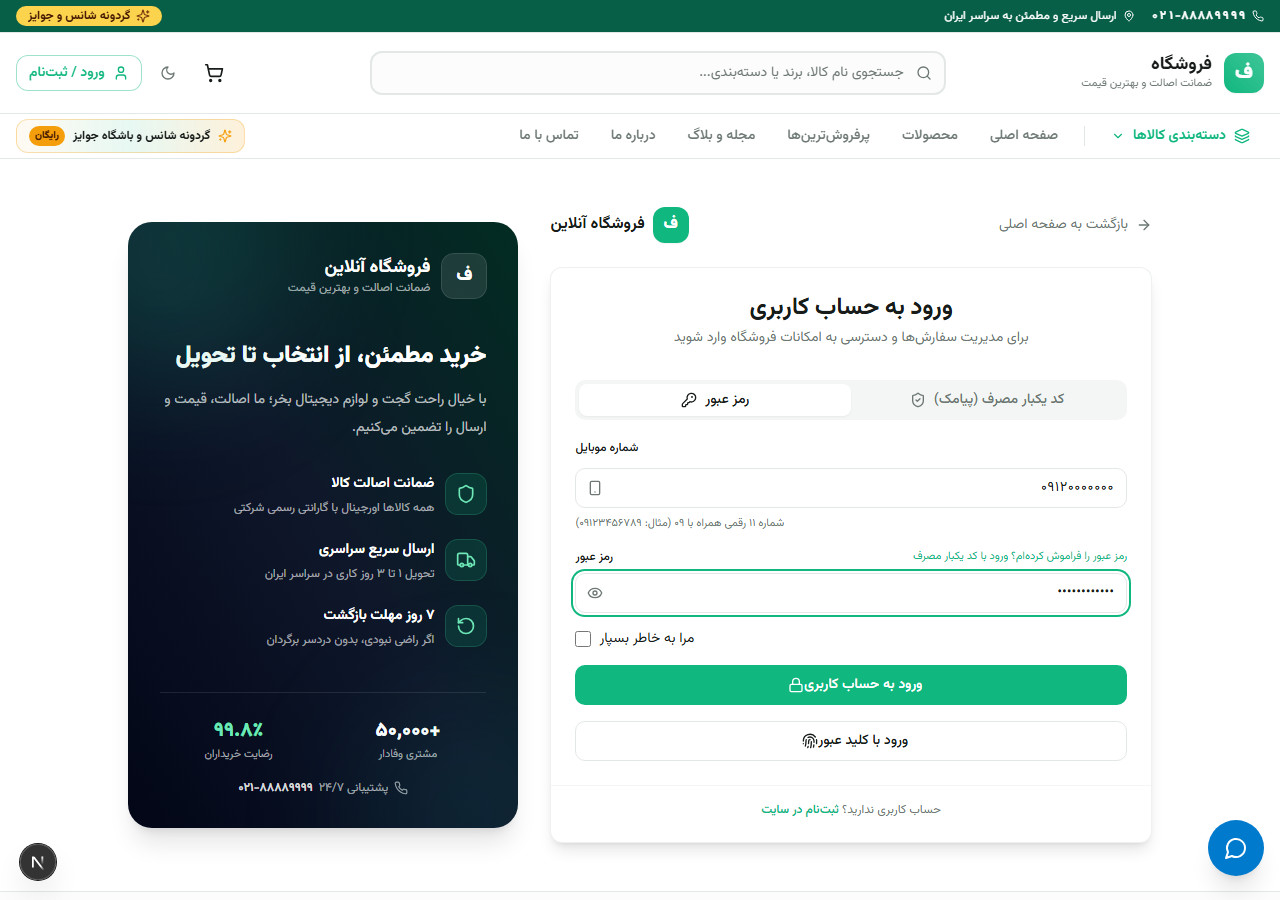 ۰۲۱-۸۸۸۸۹۹۹۹
ارسال سریع و مطمئن به سراسر ایران
گردونه شانس و جوایز
ف
فروشگاه
ضمانت اصالت و بهترین قیمت
جستجوی نام کالا، برند یا دسته‌بندی...
ورود / ثبت‌نام
دسته‌بندی کالاها
صفحه اصلی
محصولات
پرفروش‌ترین‌ها
مجله و بلاگ
درباره ما
تماس با ما
گردونه شانس و باشگاه جوایز
رایگان
بازگشت به صفحه اصلی
ف
فروشگاه آنلاین
ورود به حساب کاربری
برای مدیریت سفارش‌ها و دسترسی به امکانات فروشگاه وارد شوید
کد یکبار مصرف (پیامک)
رمز عبور
شماره موبایل
۰۹۱۲۰۰۰۰۰۰۰
شماره ۱۱ رقمی همراه با ۰۹ (مثال: ۰۹۱۲۳۴۵۶۷۸۹)
رمز عبور را فراموش کرده‌ام؟ ورود با کد یکبار مصرف
رمز عبور
••••••••••••
مرا به خاطر بسپار
ورود به حساب کاربری
ورود با کلید عبور
حساب کاربری ندارید؟ ثبت‌نام در سایت
ف
فروشگاه آنلاین
ضمانت اصالت و بهترین قیمت
خرید مطمئن، از انتخاب تا تحویل
با خیال راحت گجت و لوازم دیجیتال بخر؛ ما اصالت، قیمت و
ارسال را تضمین می‌کنیم.
ضمانت اصالت کالا
همه کالاها اورجینال با گارانتی رسمی شرکتی
ارسال سریع سراسری
تحویل ۱ تا ۳ روز کاری در سراسر ایران
۷ روز مهلت بازگشت
اگر راضی نبودی، بدون دردسر برگردان
+۵۰,۰۰۰
مشتری وفادار
۹۹.۸٪
رضایت خریداران
پشتیبانی ۲۴/۷ ۰۲۱-۸۸۸۸۹۹۹۹
N